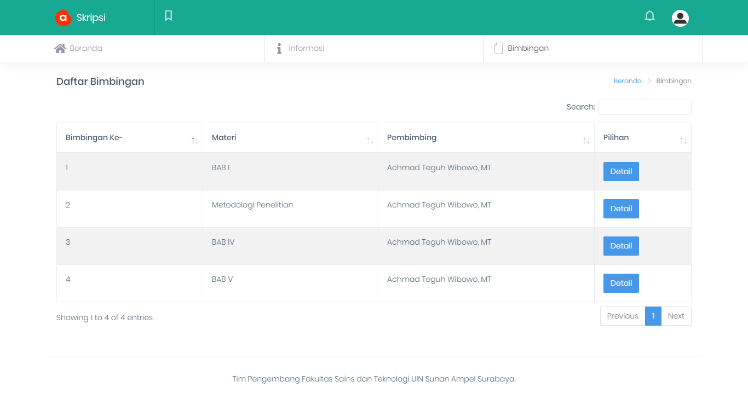 a Skripsi
Beranda Informasi Bimbingan
Daftar Bimbingan Beranda > Bimbingan
Search:
Bimbingan Ke- Materi Pembimbing Pilihan
1 BAB I Achmad Teguh Wibowo, MT Detail
2 Metodologi Penelitian Achmad Teguh Wibowo, MT Detail
3 BAB IV Achmad Teguh Wibowo, MT Detail
4 BAB V Achmad Teguh Wibowo, MT Detail
Showing 1 to 4 of 4 entries Previous 1 Next
Tim Pengembang Fakultas Sains dan Teknologi UIN Sunan Ampel Surabaya